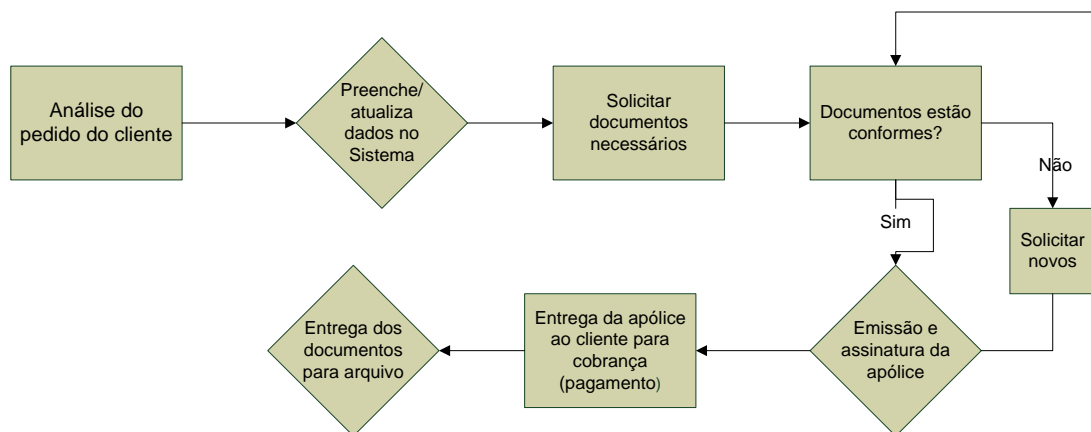 Análise do
pedido do cliente
Preenche/
atualiza
dados no
Sistema
Solicitar
documentos
necessários
Documentos estão
conformes?
Não
Sim
Solicitar
novos
Emissão e
assinatura da
apólice
Entrega da apólice
ao cliente para
cobrança
(pagamento)
Entrega dos
documentos
para arquivo